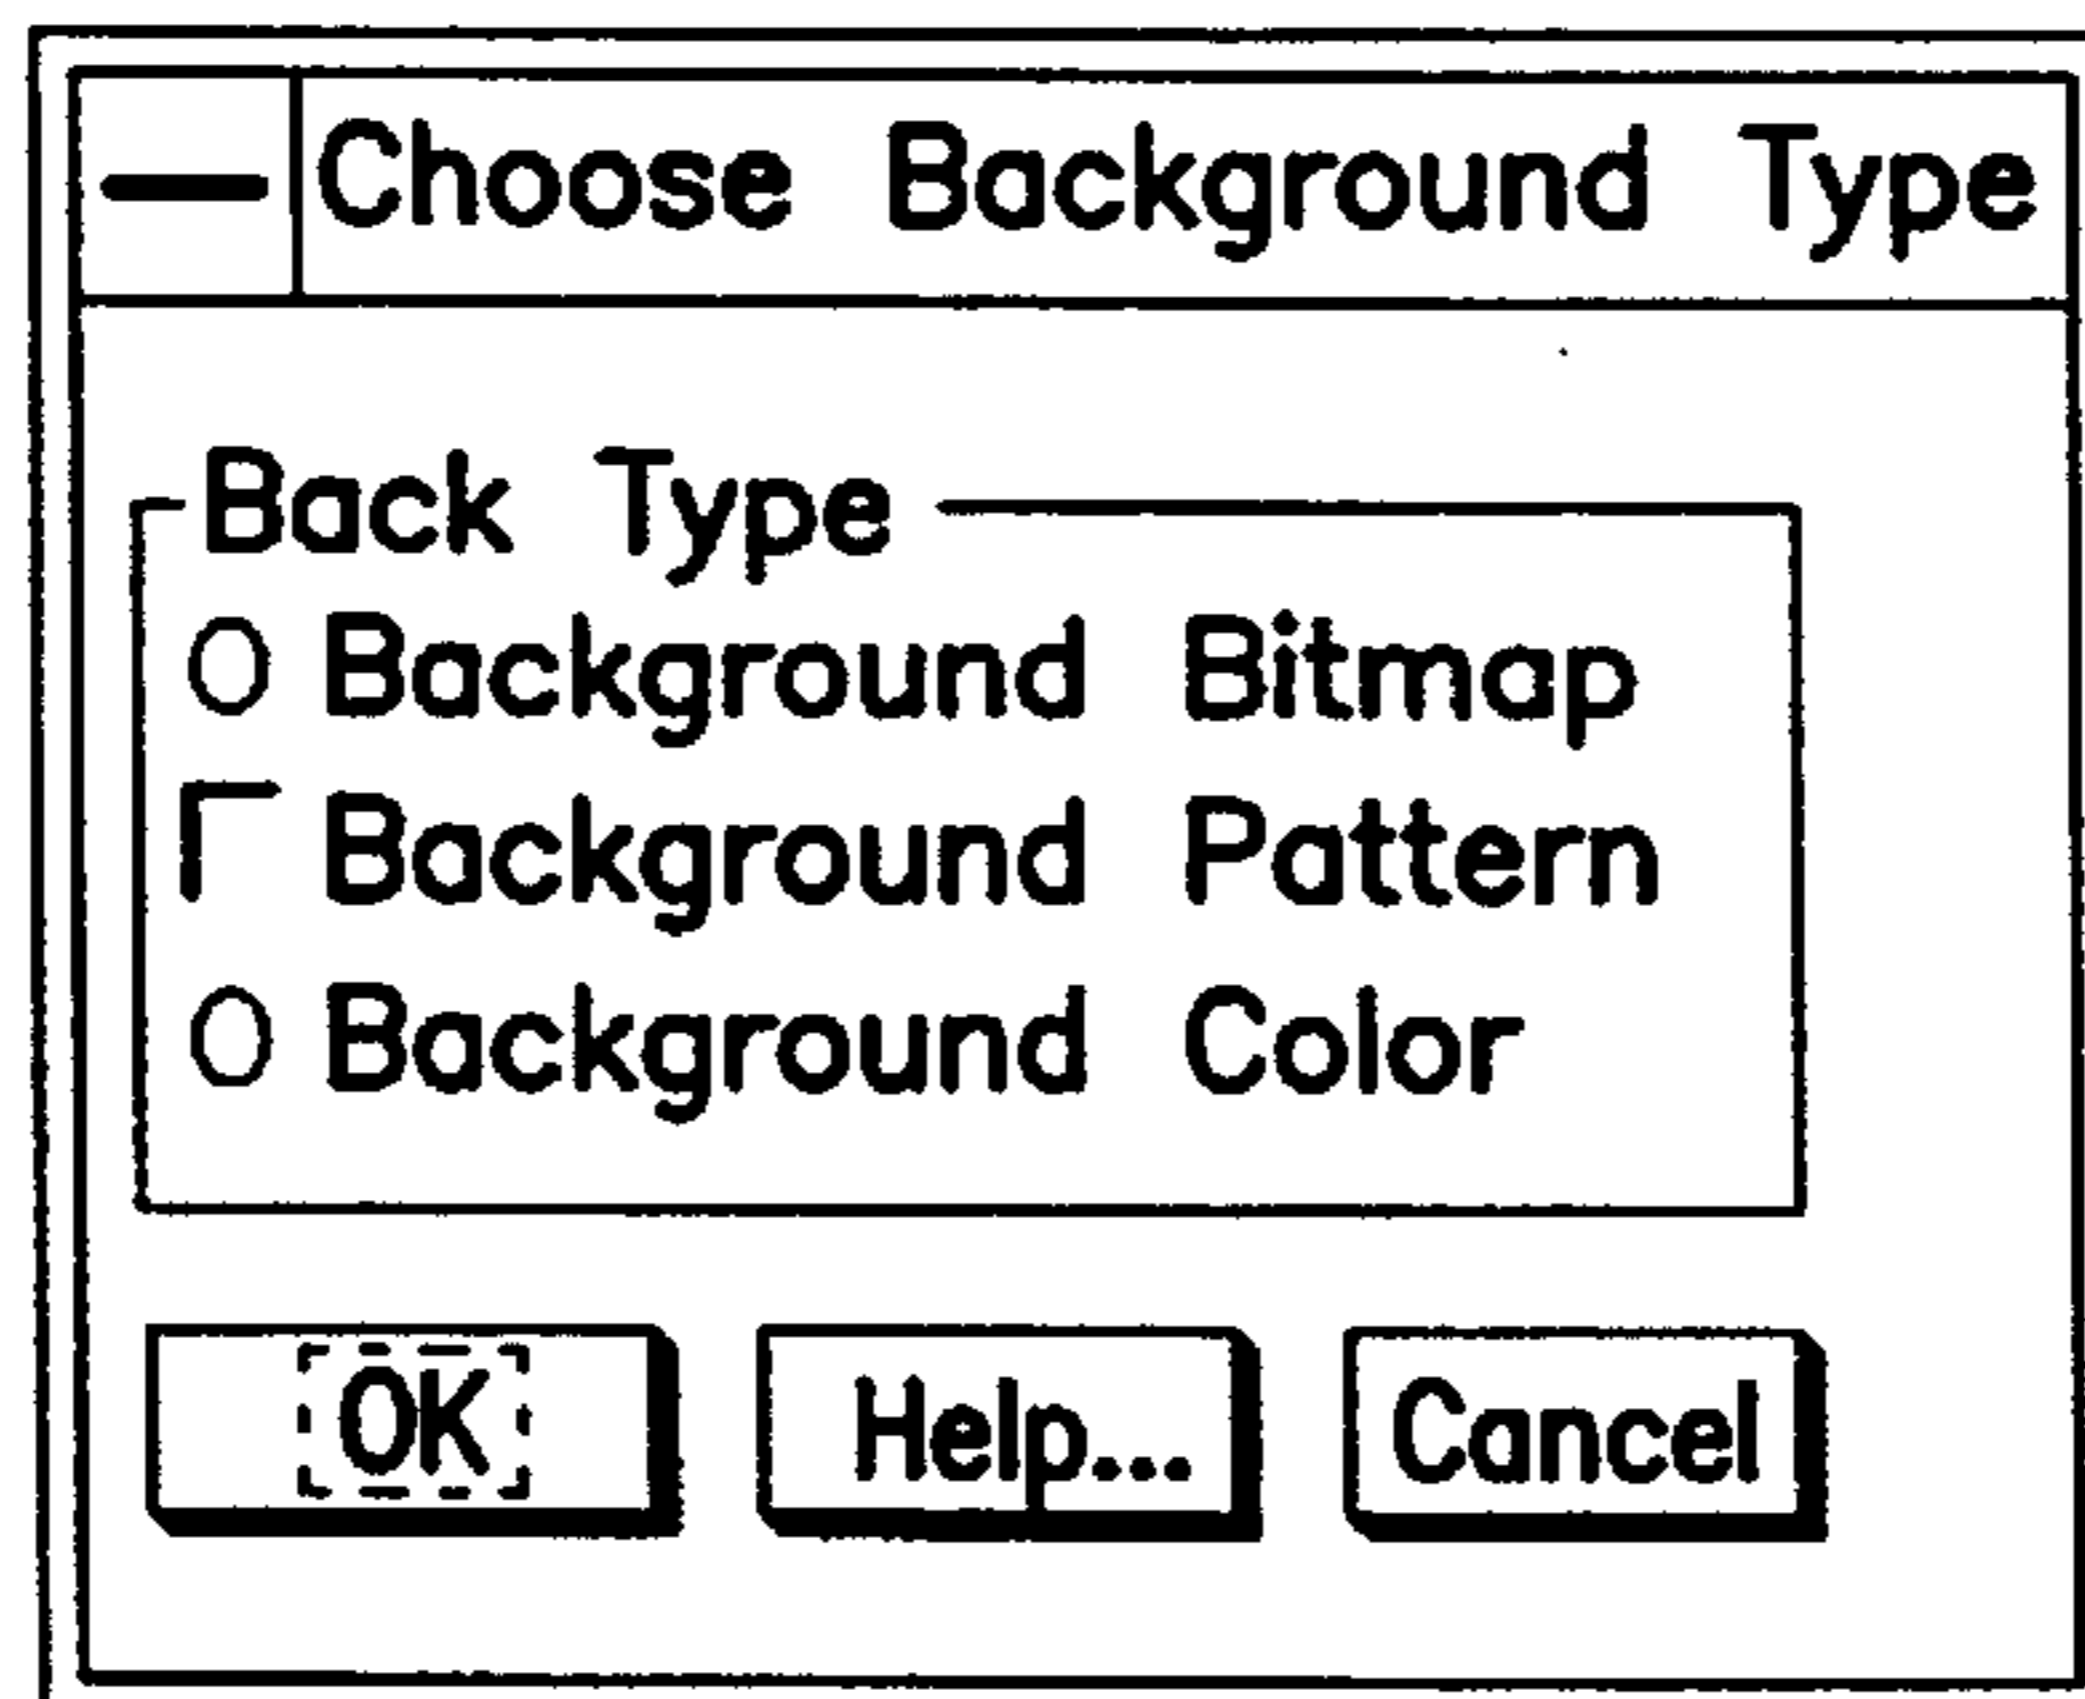 Choose Background Type
Back Type
Background Bitmap
Background Pattern
Background Color
OK Help... Cancel